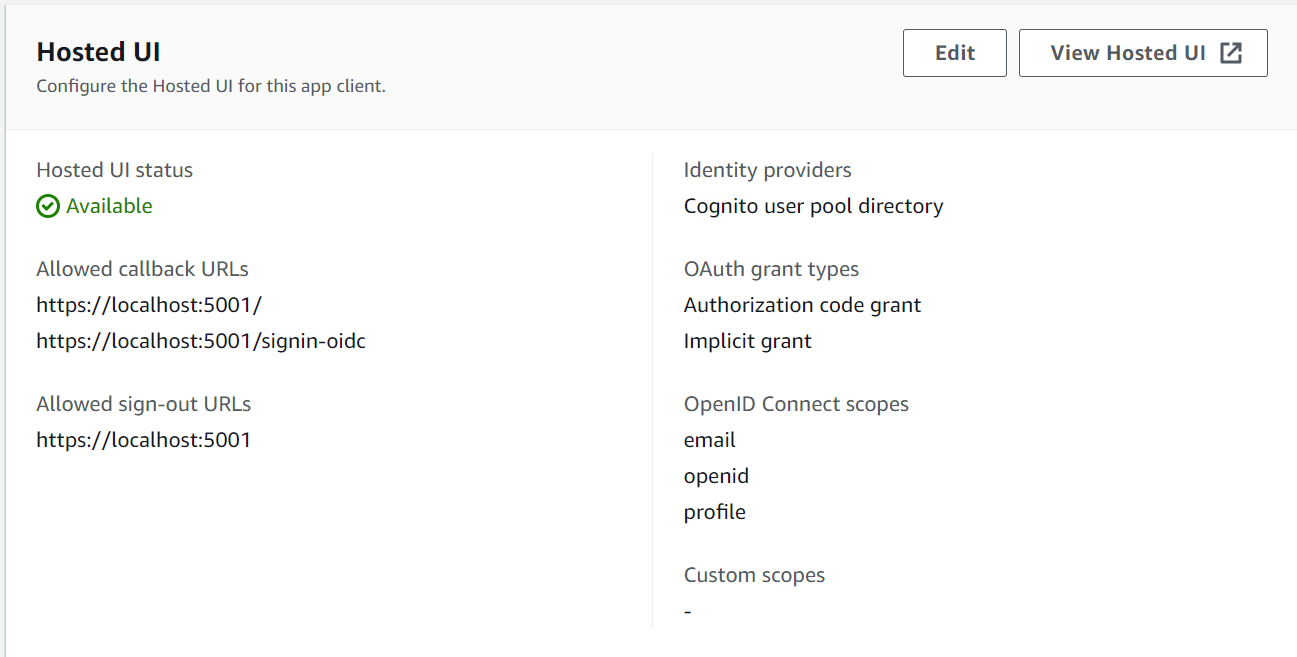 Hosted UI
Configure the Hosted UI for this app client.
Edit
View Hosted UI
Hosted UI status
Available
Allowed callback URLs
https://localhost:5001/
https://localhost:5001/signin-oidc
Allowed sign-out URLs
https://localhost:5001
Identity providers
Cognito user pool directory
OAuth grant types
Authorization code grant
Implicit grant
OpenID Connect scopes
email
openid
profile
Custom scopes
-